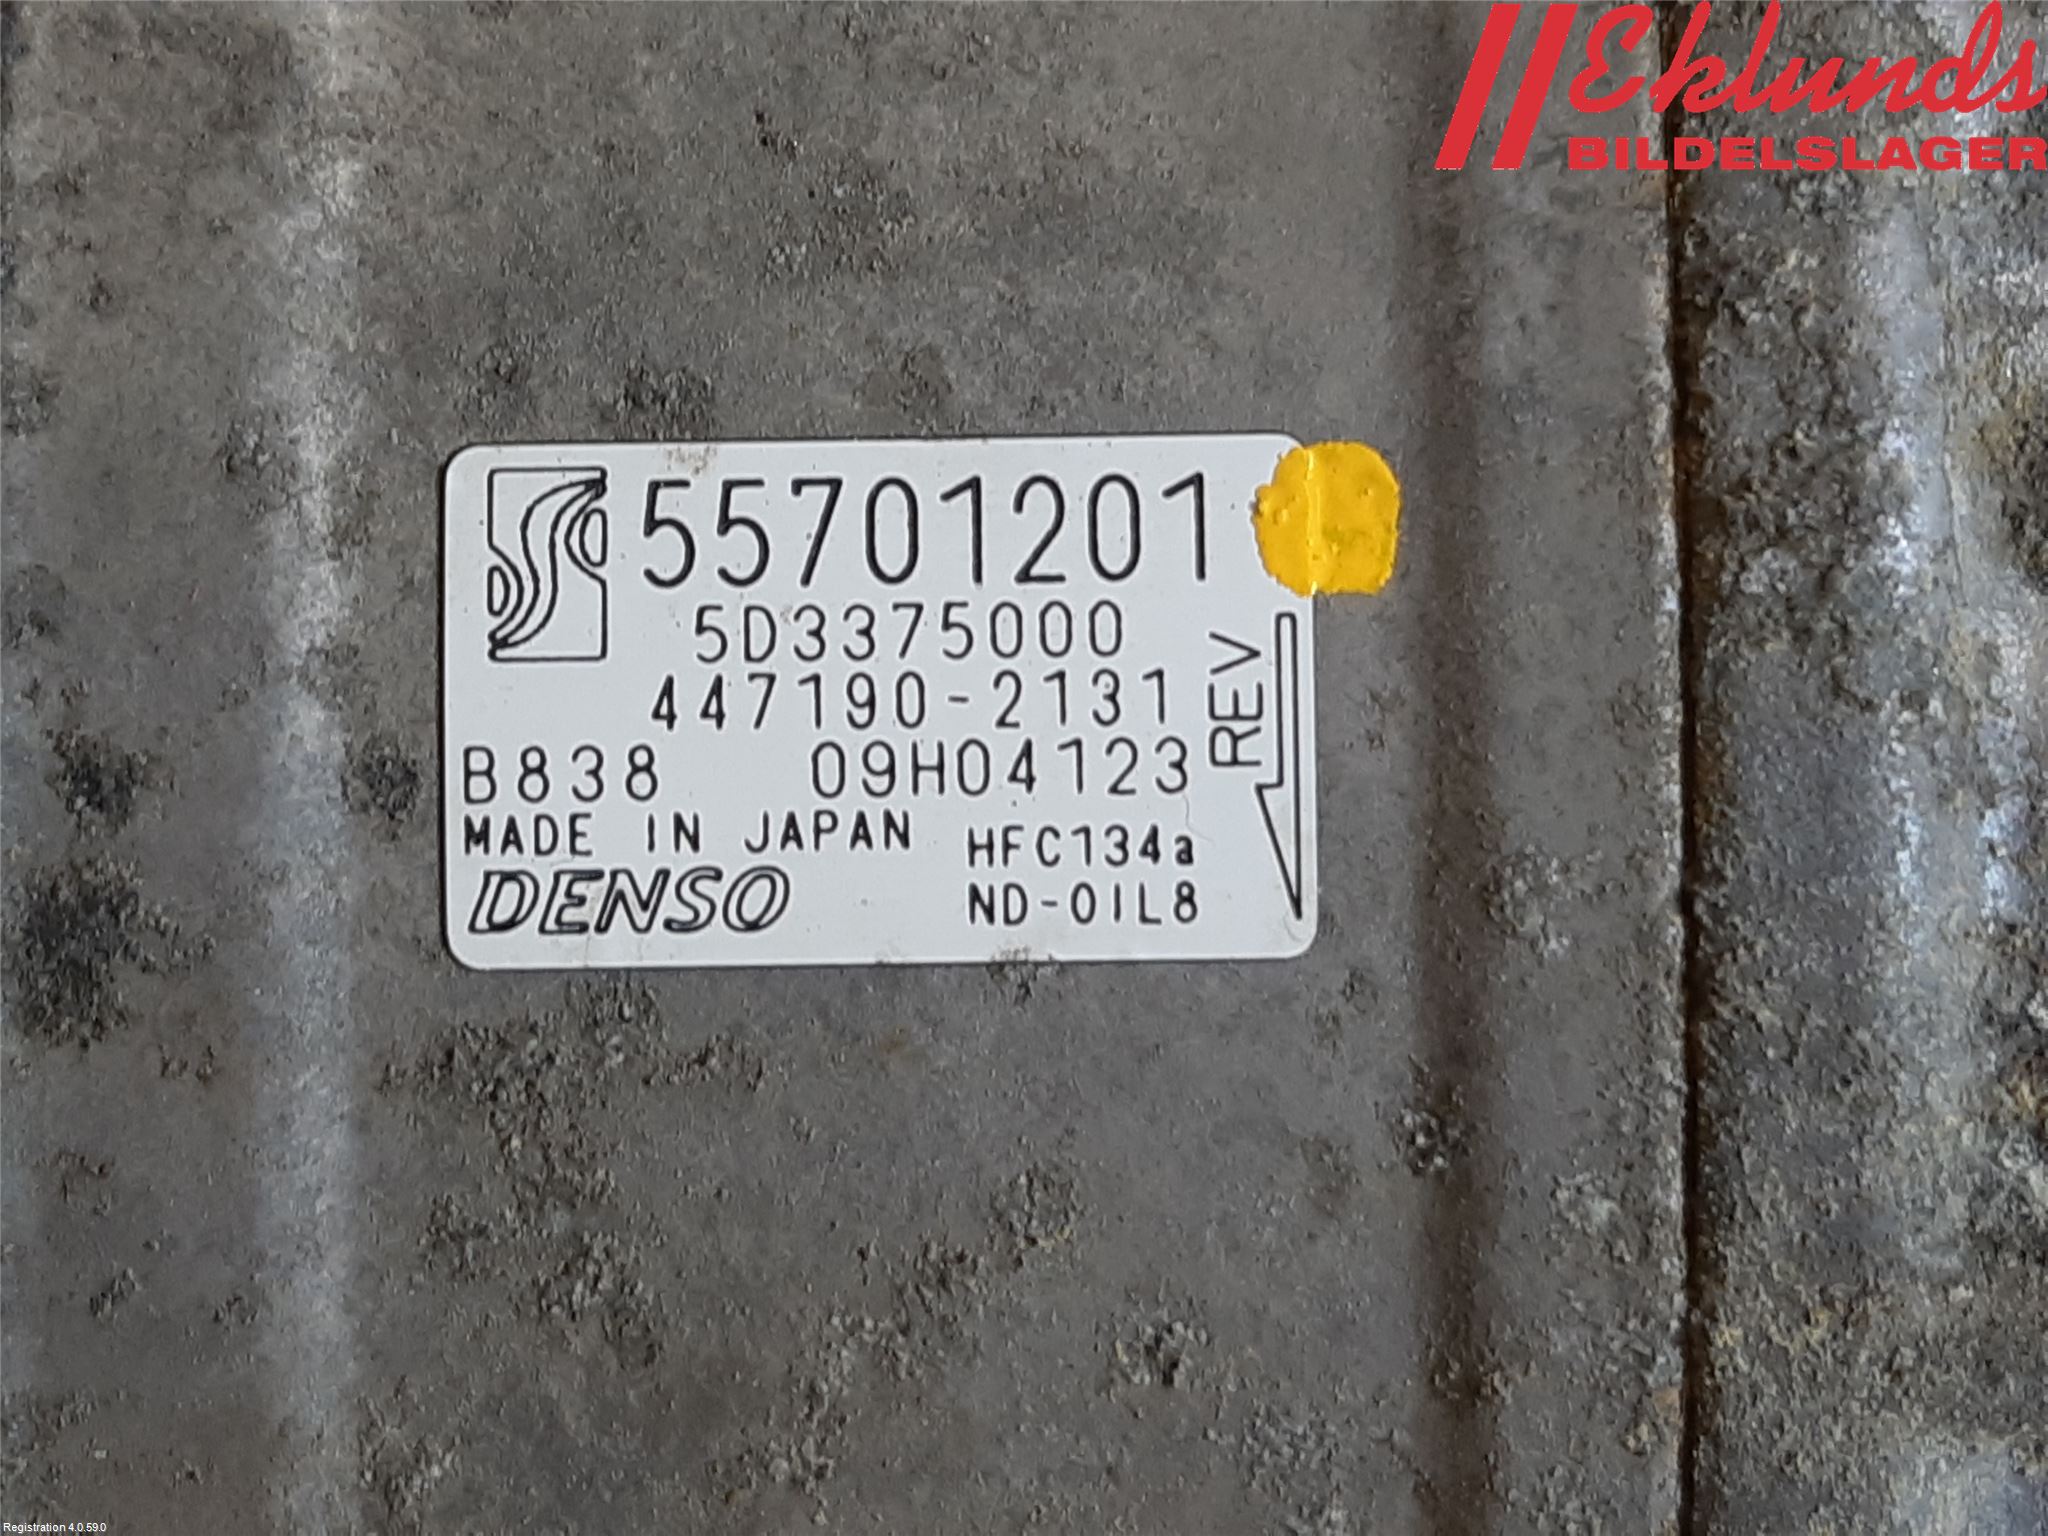 Eklunds
BILDELSLAGER
55701201
5D3375000
447190-2131
REV
B838 09H04123
MADE IN JAPAN HFC134a
DENSO ND-OIL8
Registration 4.0.59.0